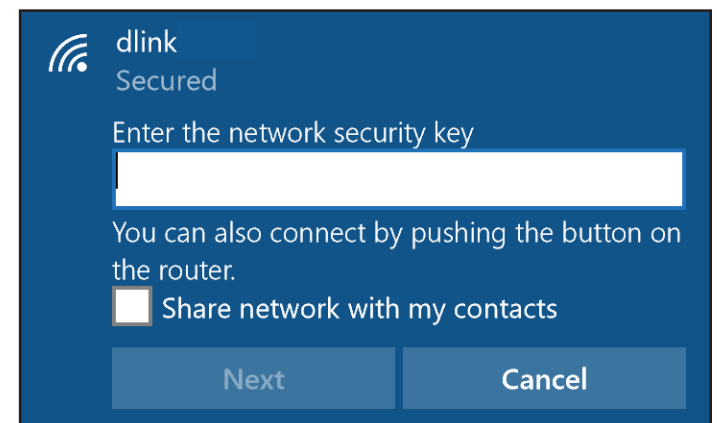 dlink
Secured
Enter the network security key
You can also connect by pushing the button on
the router.
Share network with my contacts
Next
Cancel